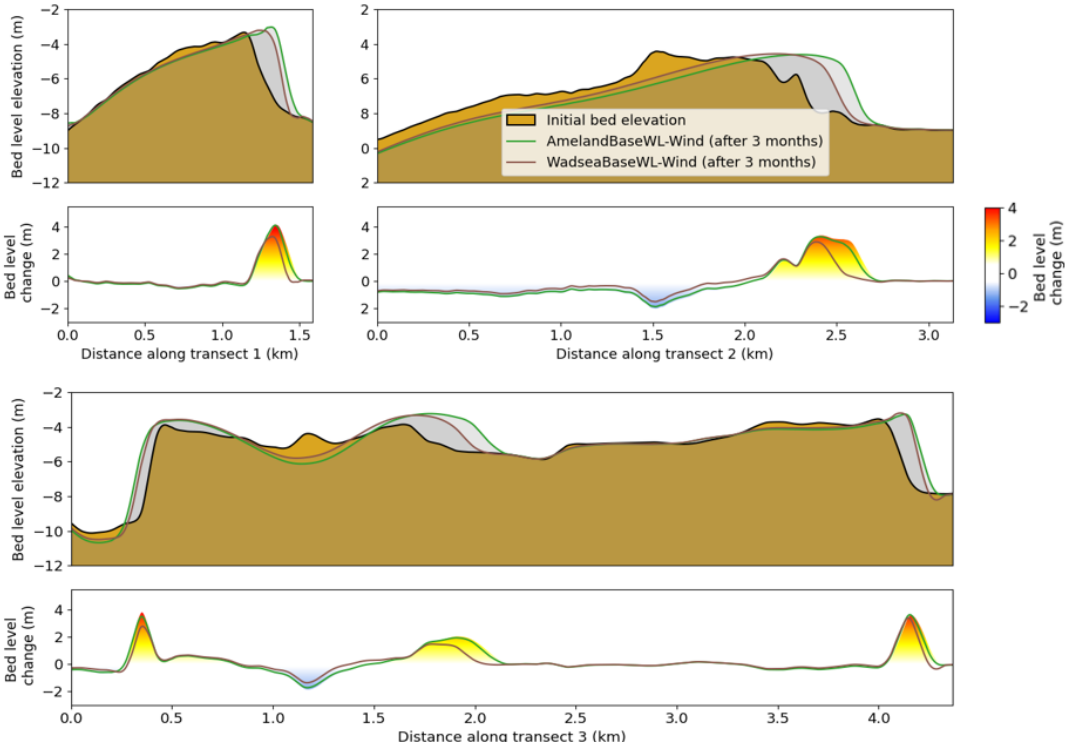 Bed level elevation (m)
−2
−4
−6
−8
−10
−12
−2
−4
6
8
0
2
Initial bed elevation
AmelandBaseWL-Wind (after 3 months)
WadseaBaseWL-Wind (after 3 months)
Bed level
change (m)
4
2
0
−2
0.0 0.5 1.0 1.5
Distance along transect 1 (km)
4
2
0
2
0.0 0.5 1.0 1.5 2.0 2.5 3.0
Distance along transect 2 (km)
4
2
0
−2
Bed level
change (m)
Bed level elevation (m)
−2
−4
−6
−8
−10
−12
Bed level
change (m)
4
2
0
−2
0.0 0.5 1.0 1.5 2.0 2.5 3.0 3.5 4.0
Distance along transect 3 (km)